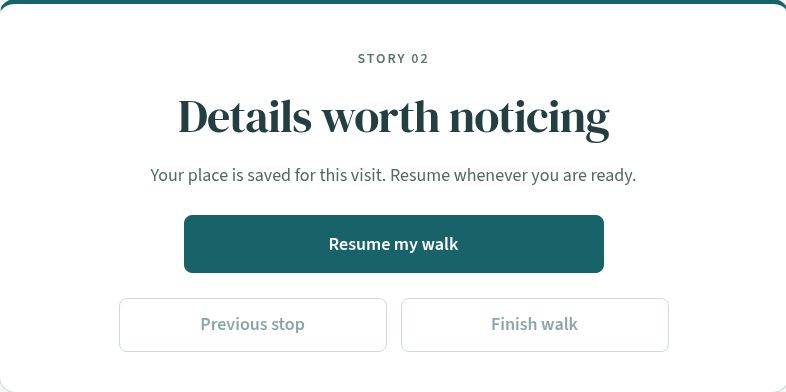 STORY 02
Details worth noticing
Your place is saved for this visit. Resume whenever you are ready.
Resume my walk
Previous stop
Finish walk